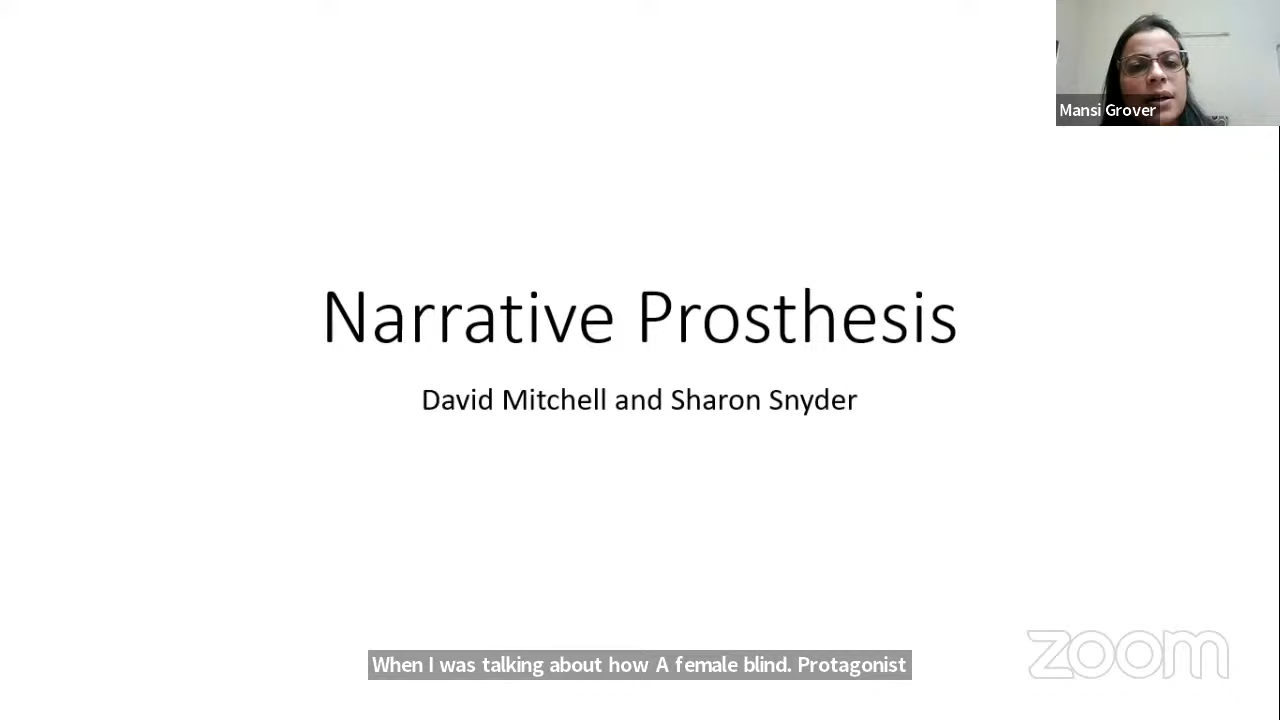 Mansi Grover
Narrative Prosthesis
David Mitchell and Sharon Snyder
When I was talking about how A female blind. Protagonist
zoom